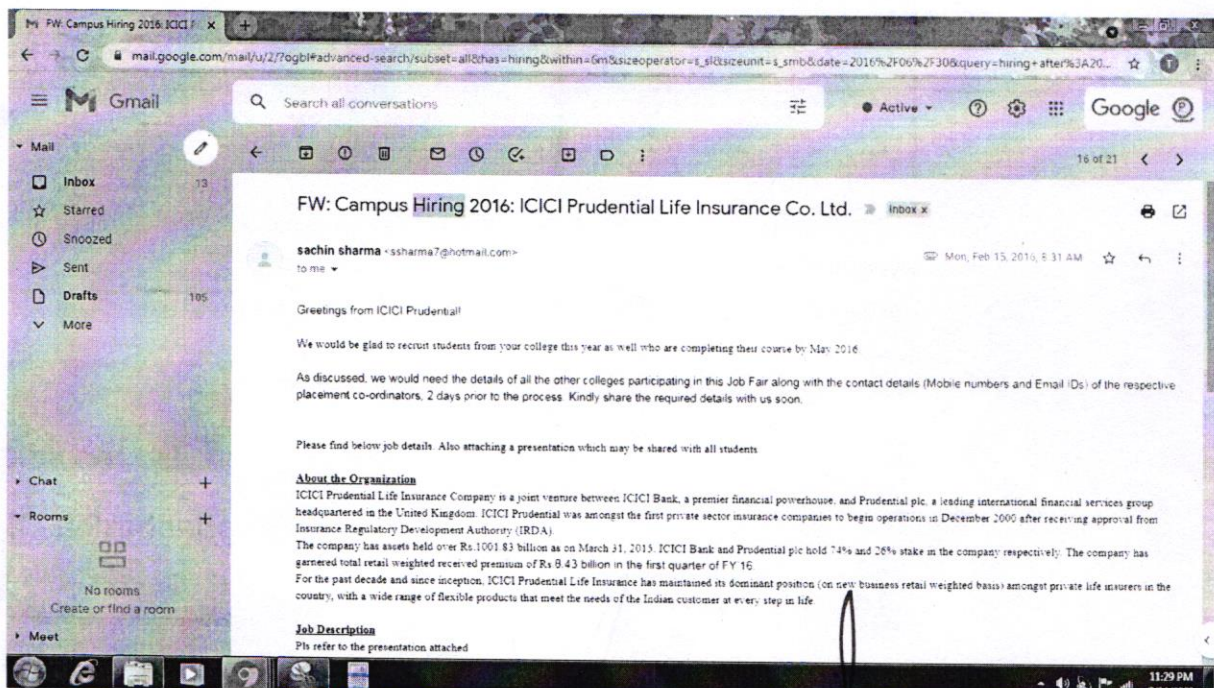 FW: Campus Hiring 2016: ICICI P
mail.google.com/mail/u/2/?ogbl#advanced-search/subset=all&has=hiring&within=6m&sizeoperator=s_sl&sizeunit=s_smb&date=2016%2F06%2F30&query=hiring+after%3A20...
Gmail
Search all conversations
Active
Google
Mail
Inbox 13
Starred
Snoozed
Sent
Drafts 105
More
16 of 21
FW: Campus Hiring 2016: ICICI Prudential Life Insurance Co. Ltd. Inbox x
sachin sharma <ssharma7@hotmail.com>
Mon, Feb 15, 2016, 8:31 AM
to me
Greetings from ICICI Prudential!
We would be glad to recruit students from your college this year as well who are completing their course by May 2016
As discussed, we would need the details of all the other colleges participating in this Job Fair along with the contact details (Mobile numbers and Email IDs) of the respective
placement co-ordinators, 2 days prior to the process. Kindly share the required details with us soon.
Please find below job details. Also attaching a presentation which may be shared with all students
About the Organization
ICICI Prudential Life Insurance Company is a joint venture between ICICI Bank, a premier financial powerhouse, and Prudential plc, a leading international financial services group
headquartered in the United Kingdom. ICICI Prudential was amongst the first private sector insurance companies to begin operations in December 2000 after receiving approval from
Insurance Regulatory Development Authority (IRDA).
The company has assets held over Rs.1001.83 billion as on March 31, 2015. ICICI Bank and Prudential plc hold 74% and 26% stake in the company respectively. The company has
garnered total retail weighted received premium of Rs 8.43 billion in the first quarter of FY 16.
For the past decade and since inception, ICICI Prudential Life Insurance has maintained its dominant position (on new business retail weighted basis) amongst private life insurers in the
country, with a wide range of flexible products that meet the needs of the Indian customer at every step in life
Job Description
Pls refer to the presentation attached
Chat
Rooms
No rooms
Create or find a room
Meet
11:29 PM